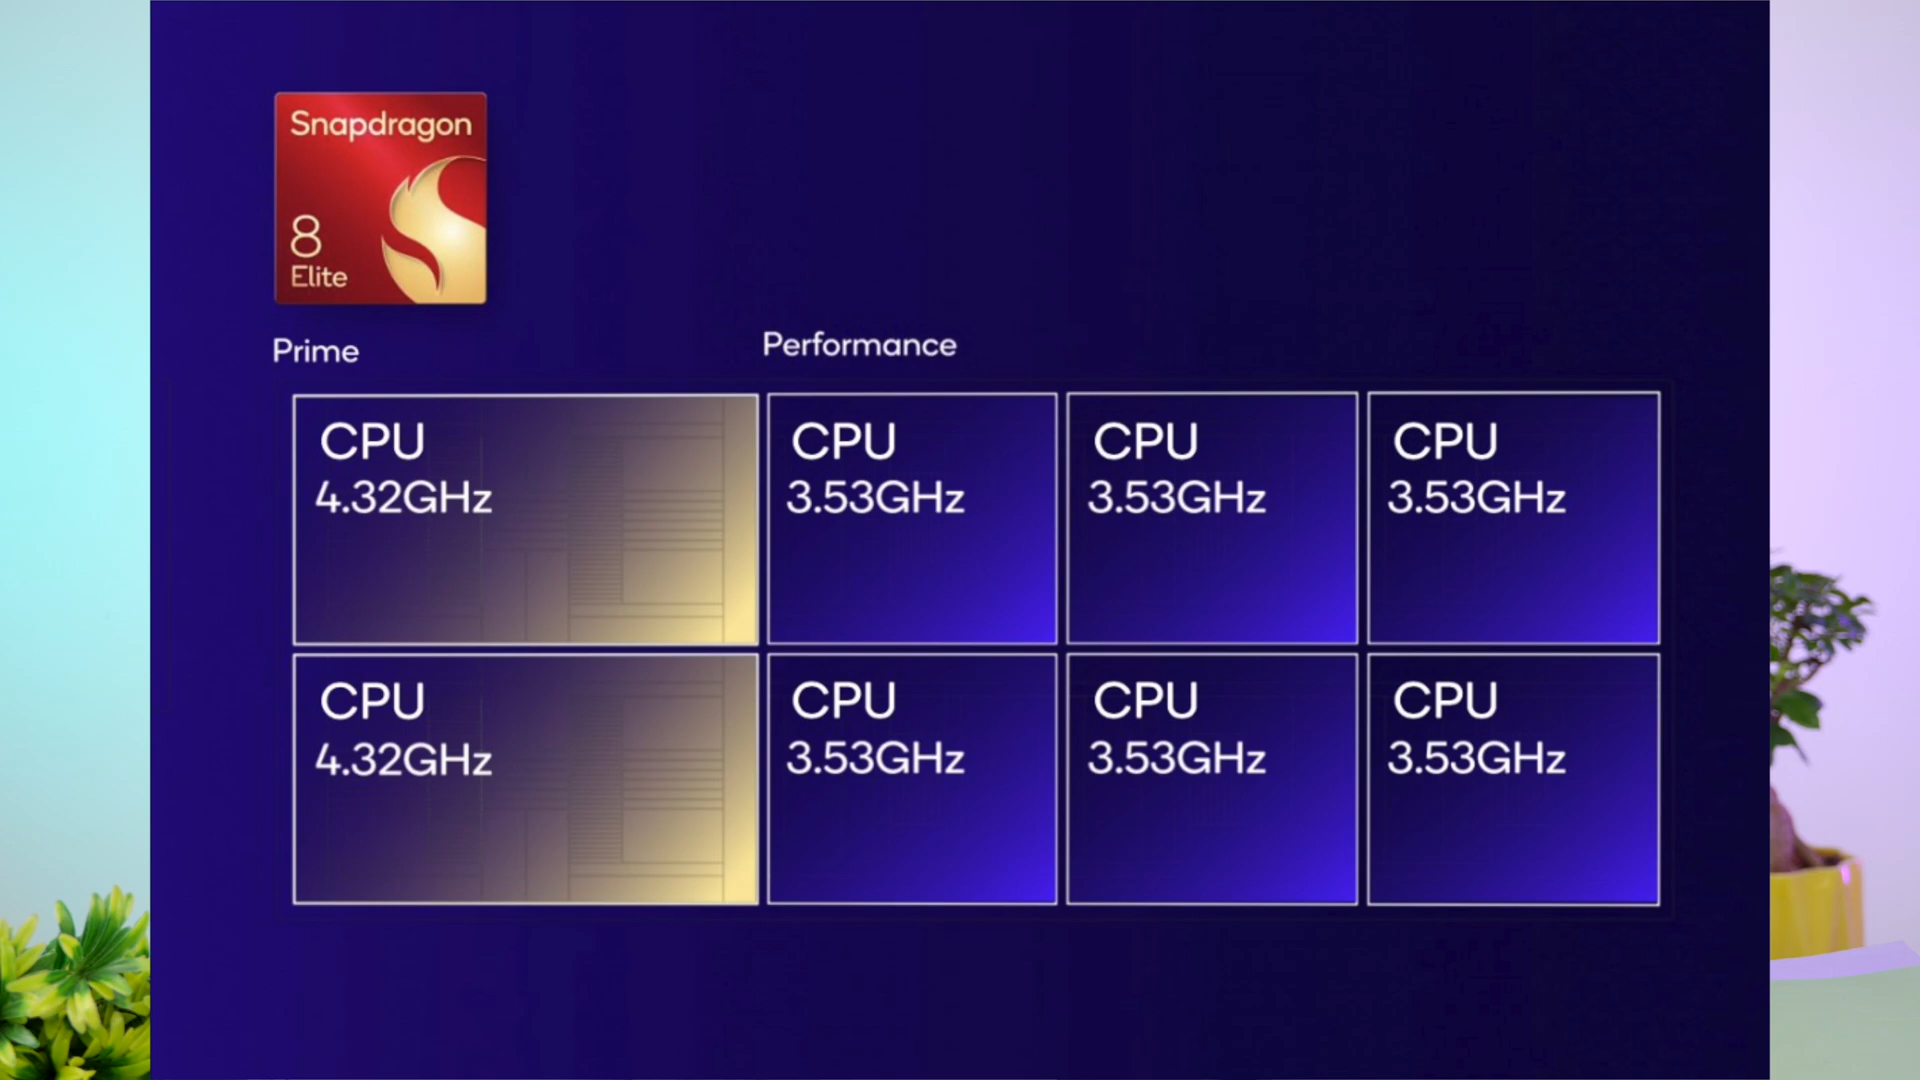 Snapdragon
8
Elite
Prime
Performance
CPU
4.32GHz
CPU
3.53GHz
CPU
3.53GHz
CPU
3.53GHz
CPU
4.32GHz
CPU
3.53GHz
CPU
3.53GHz
CPU
3.53GHz